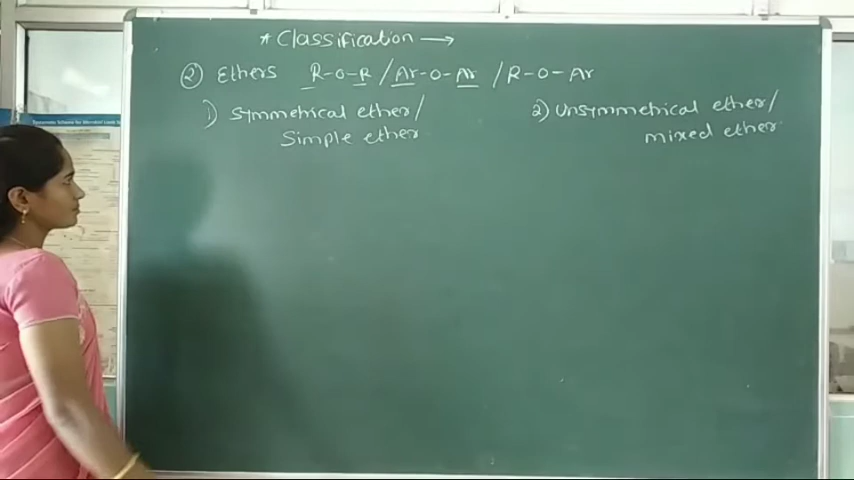 * Classification →
② Ethers R-O-R / Ar-O-Ar / R-O-Ar
1) Symmetrical ether/
Simple ether
2) Unsymmetrical ether/
mixed ether